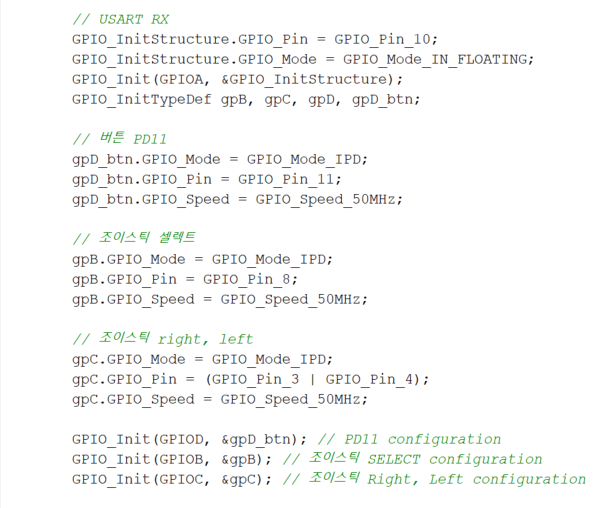 // USART RX
GPIO_InitStructure.GPIO_Pin = GPIO_Pin_10;
GPIO_InitStructure.GPIO_Mode = GPIO_Mode_IN_FLOATING;
GPIO_Init(GPIOA, &GPIO_InitStructure);
GPIO_InitTypeDef gpB, gpC, gpD, gpD_btn;
// 버튼 PD11
gpD_btn.GPIO_Mode = GPIO_Mode_IPD;
gpD_btn.GPIO_Pin = GPIO_Pin_11;
gpD_btn.GPIO_Speed = GPIO_Speed_50MHz;
// 조이스틱 셀렉트
gpB.GPIO_Mode = GPIO_Mode_IPD;
gpB.GPIO_Pin = GPIO_Pin_8;
gpB.GPIO_Speed = GPIO_Speed_50MHz;
// 조이스틱 right, left
gpC.GPIO_Mode = GPIO_Mode_IPD;
gpC.GPIO_Pin = (GPIO_Pin_3 | GPIO_Pin_4);
gpC.GPIO_Speed = GPIO_Speed_50MHz;
GPIO_Init(GPIOD, &gpD_btn); // PD11 configuration
GPIO_Init(GPIOB, &gpB); // 조이스틱 SELECT configuration
GPIO_Init(GPIOC, &gpC); // 조이스틱 Right, Left configuration